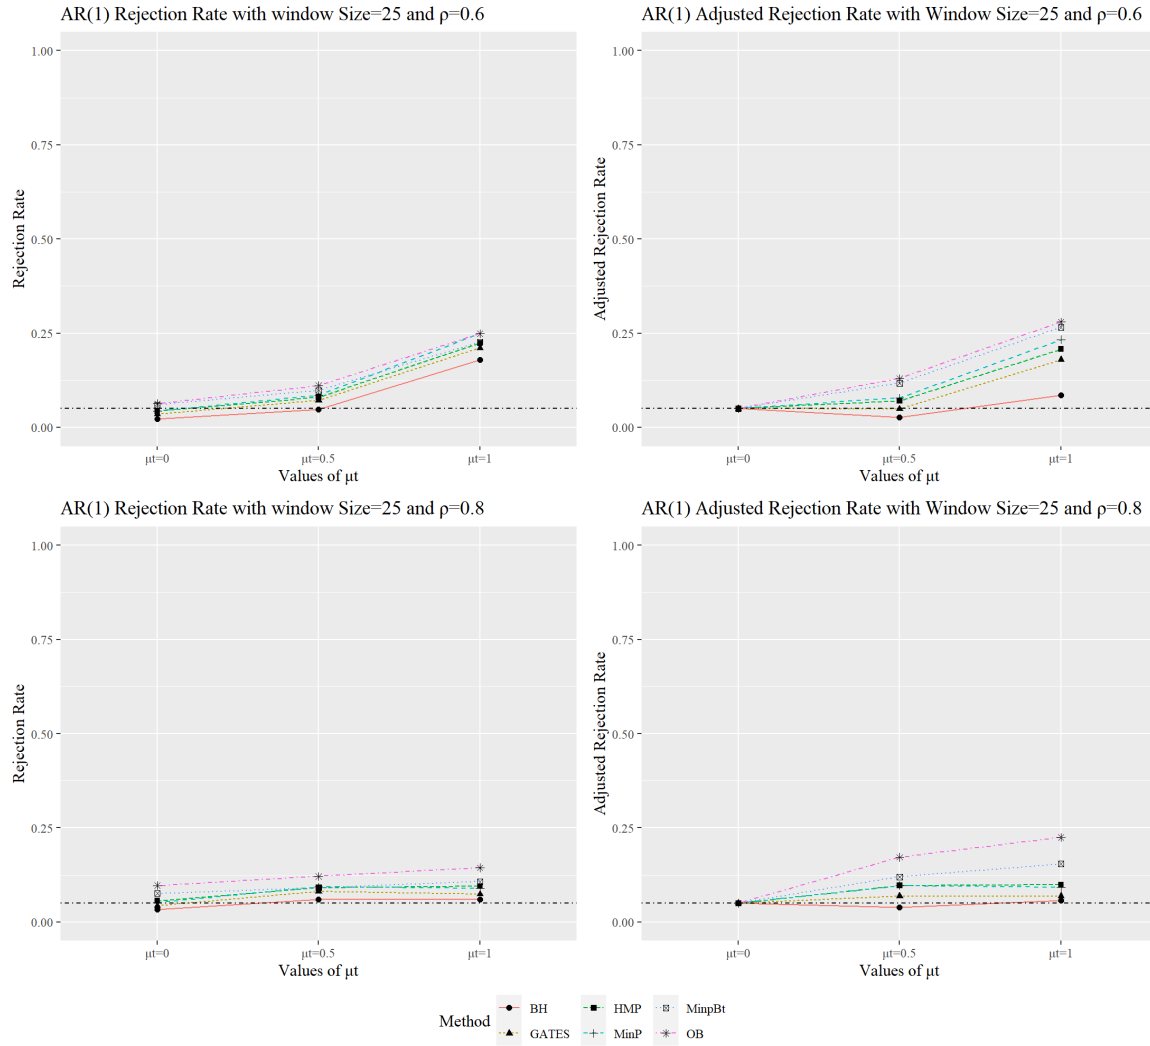 AR(1) Rejection Rate with window Size=25 and ρ=0.6
1.00
0.75
0.50
0.25
0.00
Rejection Rate
μt=0 μt=0.5 μt=1
Values of μt
AR(1) Adjusted Rejection Rate with Window Size=25 and ρ=0.6
1.00
0.75
0.50
0.25
0.00
Adjusted Rejection Rate
μt=0 μt=0.5 μt=1
Values of μt
AR(1) Rejection Rate with window Size=25 and ρ=0.8
1.00
0.75
0.50
0.25
0.00
Rejection Rate
μt=0 μt=0.5 μt=1
Values of μt
AR(1) Adjusted Rejection Rate with Window Size=25 and ρ=0.8
1.00
0.75
0.50
0.25
0.00
Adjusted Rejection Rate
μt=0 μt=0.5 μt=1
Values of μt
Method
BH HMP MinpBt
GATES MinP OB